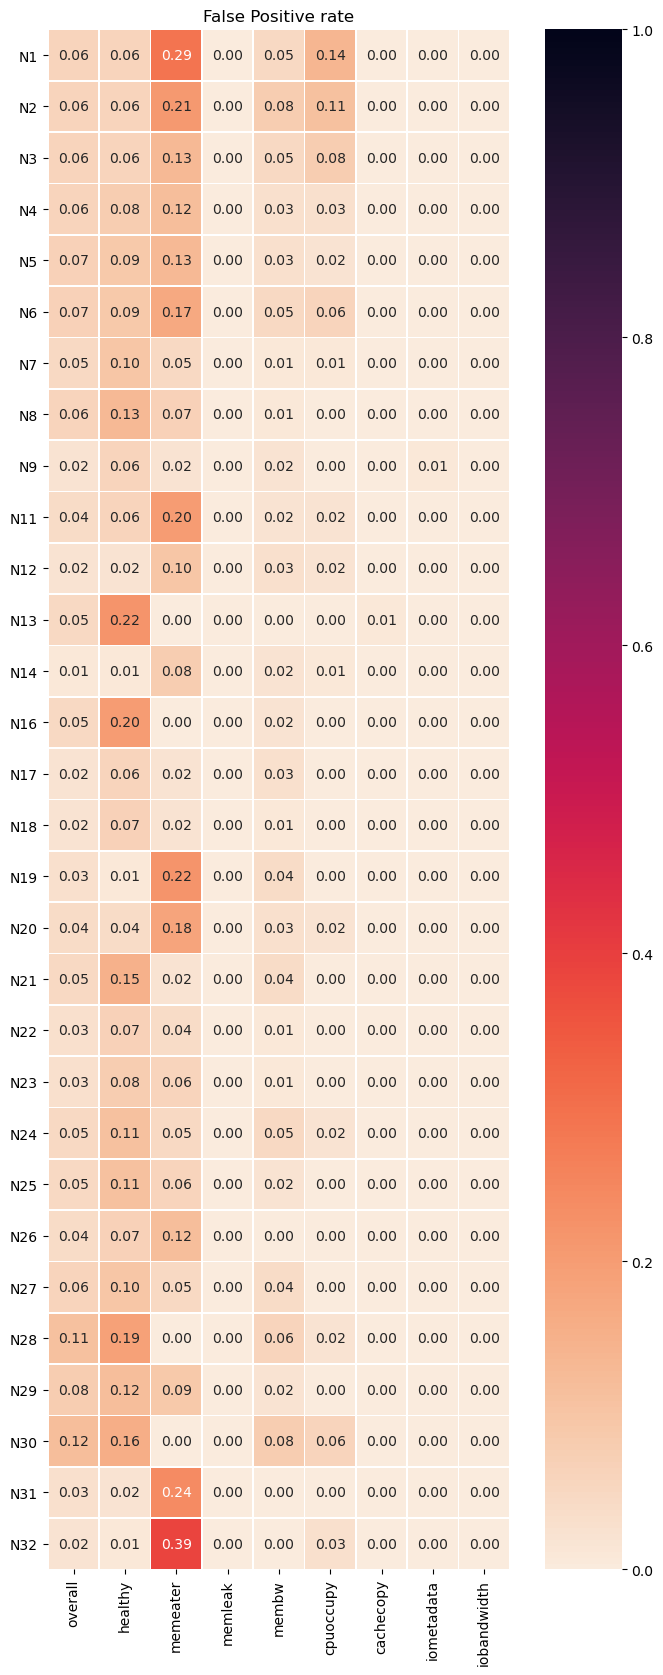 False Positive rate
N1 0.06 0.06 0.29 0.00 0.05 0.14 0.00 0.00 0.00
N2 0.06 0.06 0.21 0.00 0.08 0.11 0.00 0.00 0.00
N3 0.06 0.06 0.13 0.00 0.05 0.08 0.00 0.00 0.00
N4 0.06 0.08 0.12 0.00 0.03 0.03 0.00 0.00 0.00
N5 0.07 0.09 0.13 0.00 0.03 0.02 0.00 0.00 0.00
N6 0.07 0.09 0.17 0.00 0.05 0.06 0.00 0.00 0.00
N7 0.05 0.10 0.05 0.00 0.01 0.01 0.00 0.00 0.00
N8 0.06 0.13 0.07 0.00 0.01 0.00 0.00 0.00 0.00
N9 0.02 0.06 0.02 0.00 0.02 0.00 0.00 0.01 0.00
N11 0.04 0.06 0.20 0.00 0.02 0.02 0.00 0.00 0.00
N12 0.02 0.02 0.10 0.00 0.03 0.02 0.00 0.00 0.00
N13 0.05 0.22 0.00 0.00 0.00 0.00 0.01 0.00 0.00
N14 0.01 0.01 0.08 0.00 0.02 0.01 0.00 0.00 0.00
N16 0.05 0.20 0.00 0.00 0.02 0.00 0.00 0.00 0.00
N17 0.02 0.06 0.02 0.00 0.03 0.00 0.00 0.00 0.00
N18 0.02 0.07 0.02 0.00 0.01 0.00 0.00 0.00 0.00
N19 0.03 0.01 0.22 0.00 0.04 0.00 0.00 0.00 0.00
N20 0.04 0.04 0.18 0.00 0.03 0.02 0.00 0.00 0.00
N21 0.05 0.15 0.02 0.00 0.04 0.00 0.00 0.00 0.00
N22 0.03 0.07 0.04 0.00 0.01 0.00 0.00 0.00 0.00
N23 0.03 0.08 0.06 0.00 0.01 0.00 0.00 0.00 0.00
N24 0.05 0.11 0.05 0.00 0.05 0.02 0.00 0.00 0.00
N25 0.05 0.11 0.06 0.00 0.02 0.00 0.00 0.00 0.00
N26 0.04 0.07 0.12 0.00 0.00 0.00 0.00 0.00 0.00
N27 0.06 0.10 0.05 0.00 0.04 0.00 0.00 0.00 0.00
N28 0.11 0.19 0.00 0.00 0.06 0.02 0.00 0.00 0.00
N29 0.08 0.12 0.09 0.00 0.02 0.00 0.00 0.00 0.00
N30 0.12 0.16 0.00 0.00 0.08 0.06 0.00 0.00 0.00
N31 0.03 0.02 0.24 0.00 0.00 0.00 0.00 0.00 0.00
N32 0.02 0.01 0.39 0.00 0.00 0.03 0.00 0.00 0.00
overall
healthy
memeater
memleak
membw
cpuoccupy
cachecopy
iometadata
iobandwidth
1.0
0.8
0.6
0.4
0.2
0.0